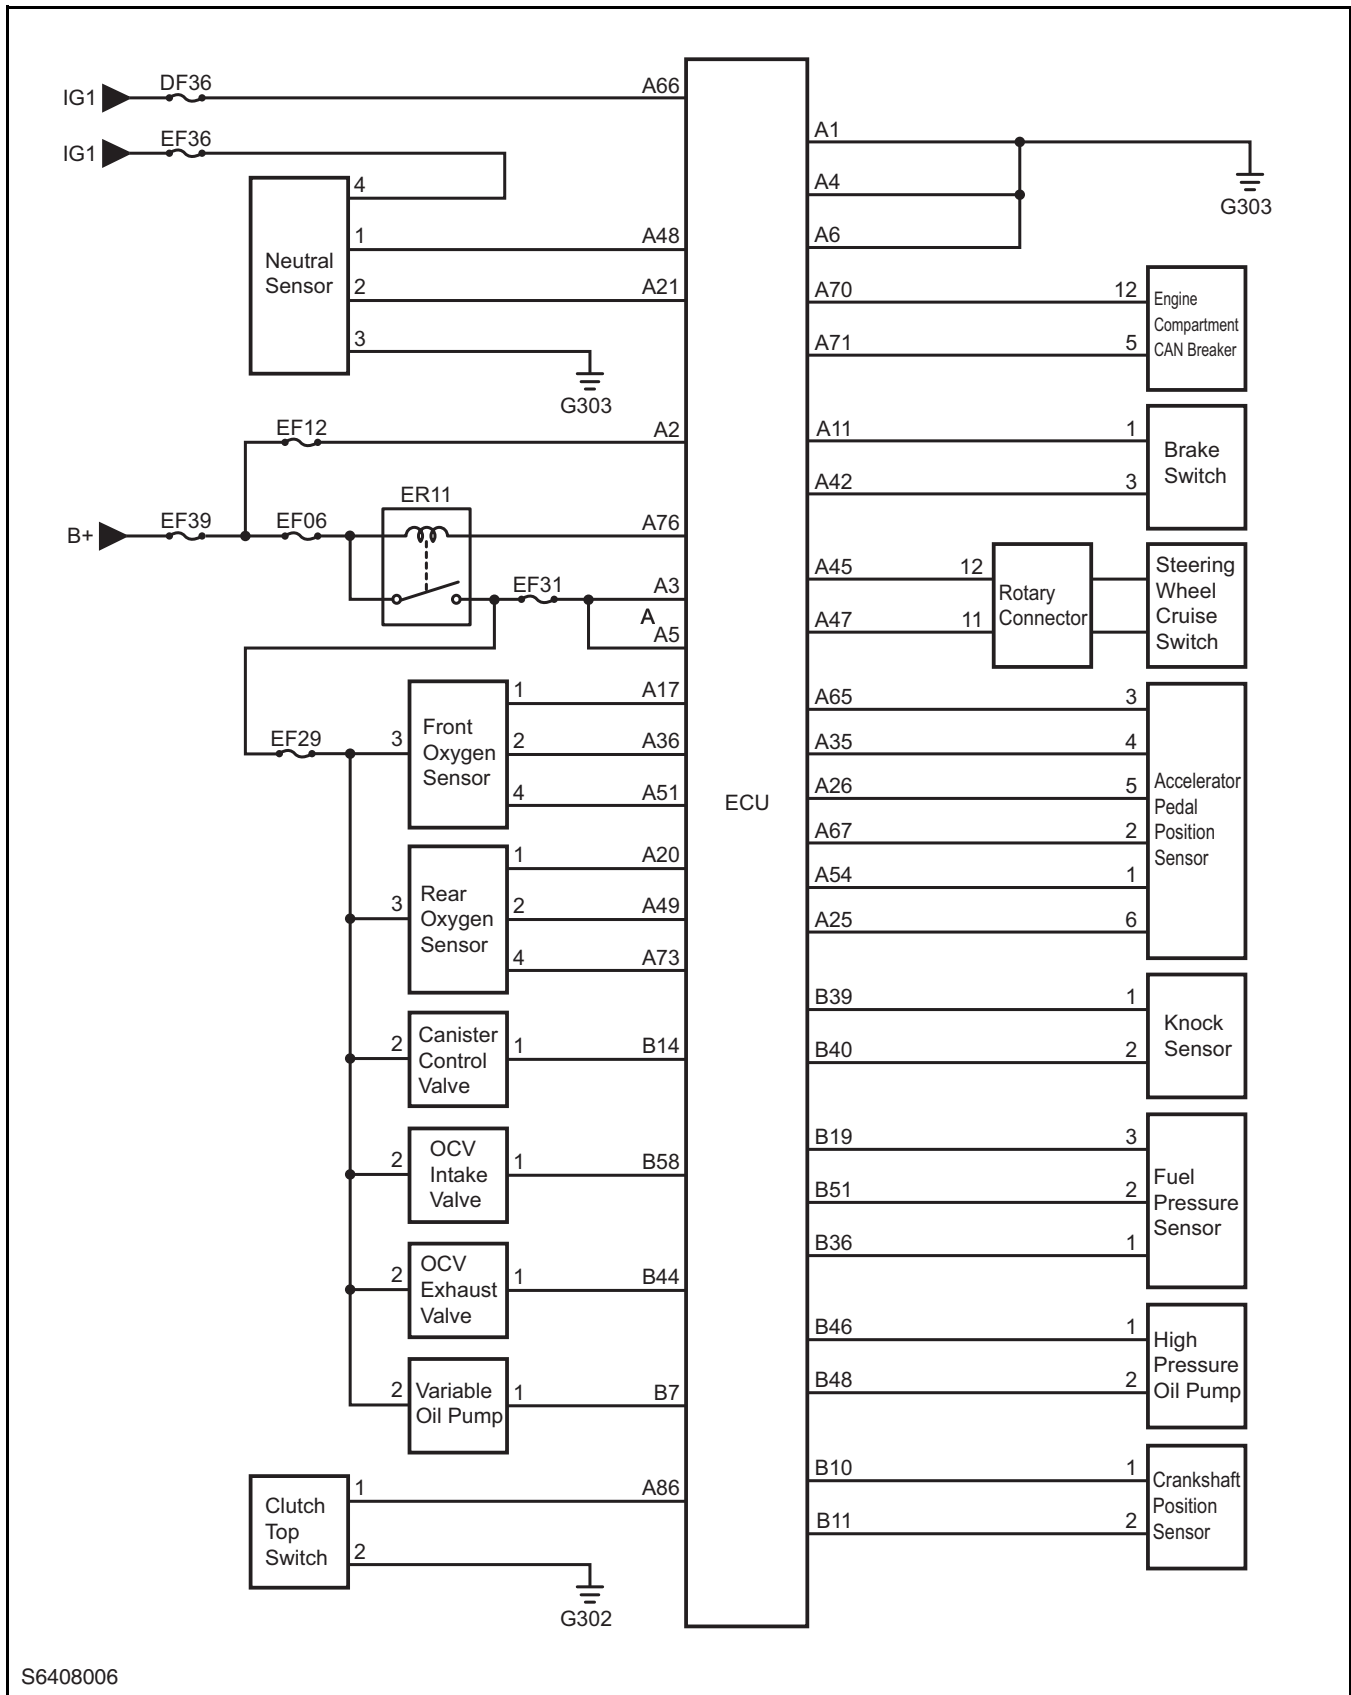 DF36
IG1
A66
EF36
IG1
4
1
A48
Neutral
Sensor
2
A21
3
G303
EF12
A2
ER11
B+
EF39
EF06
A76
EF31
A3
A
A5
1
A17
EF29
3
Front
Oxygen
Sensor
2
A36
4
A51
1
A20
3
Rear
Oxygen
Sensor
2
A49
4
A73
2
Canister
Control
Valve
1
B14
2
OCV
Intake
Valve
1
B58
2
OCV
Exhaust
Valve
1
B44
2
Variable
Oil Pump
1
B7
Clutch
Top
Switch
1
A86
2
G302
ECU
A1
A4
A6
G303
A70
12
A71
5
Engine
Compartment
CAN Breaker
A11
1
A42
3
Brake
Switch
A45
12
A47
11
Rotary
Connector
Steering
Wheel
Cruise
Switch
A65
3
A35
4
A26
5
A67
2
A54
1
A25
6
Accelerator
Pedal
Position
Sensor
B39
1
B40
2
Knock
Sensor
B19
3
B51
2
B36
1
Fuel
Pressure
Sensor
B46
1
B48
2
High
Pressure
Oil Pump
B10
1
B11
2
Crankshaft
Position
Sensor
S6408006